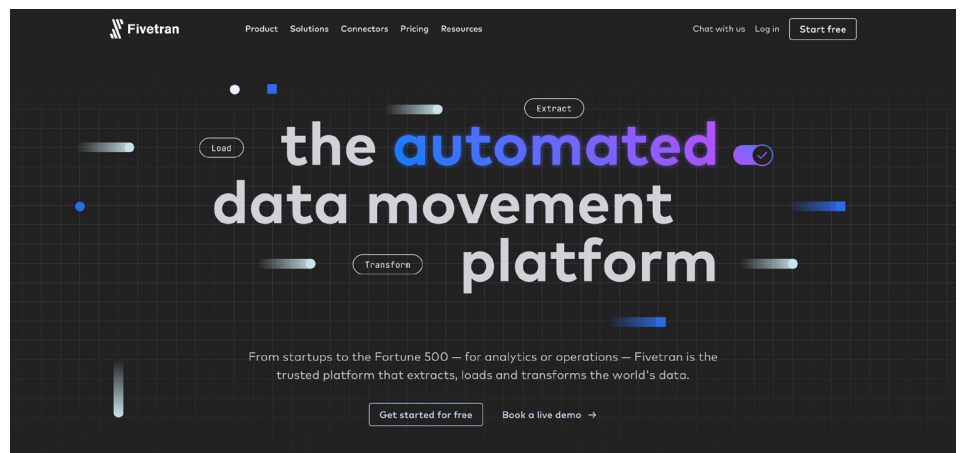 Fivetran
Product Solutions Connectors Pricing Resources
Chat with us Log in Start free
Extract
Load
the automated
data movement
Transform
platform
From startups to the Fortune 500 — for analytics or operations — Fivetran is the
trusted platform that extracts, loads and transforms the world's data.
Get started for free
Book a live demo →